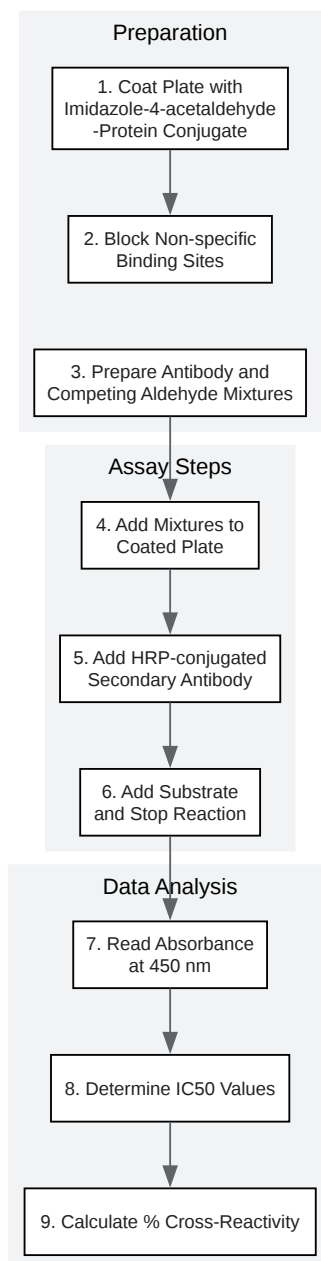 Preparation
1. Coat Plate with
Imidazole-4-acetaldehyde
-Protein Conjugate
2. Block Non-specific
Binding Sites
3. Prepare Antibody and
Competing Aldehyde Mixtures
Assay Steps
4. Add Mixtures to
Coated Plate
5. Add HRP-conjugated
Secondary Antibody
6. Add Substrate
and Stop Reaction
Data Analysis
7. Read Absorbance
at 450 nm
8. Determine IC50 Values
9. Calculate % Cross-Reactivity